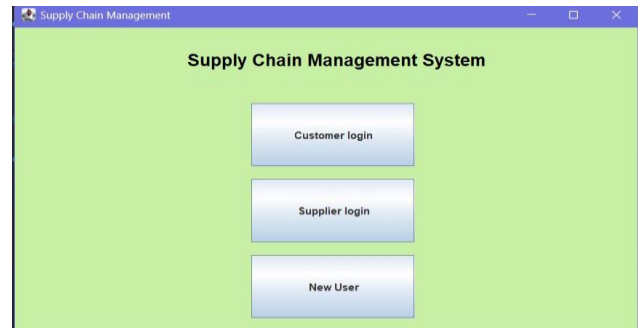 Supply Chain Management
Supply Chain Management System
Customer login
Supplier login
New User